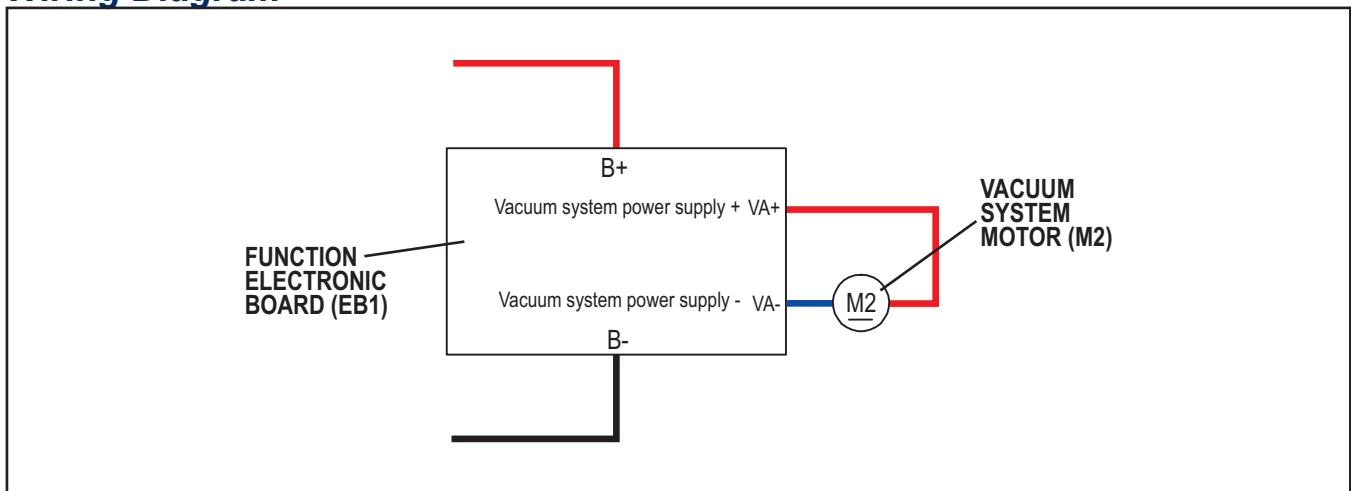 Wiring Diagram
B+
Vacuum system power supply + VA+
VACUUM
SYSTEM
MOTOR (M2)
FUNCTION
ELECTRONIC
BOARD (EB1)
Vacuum system power supply - VA-
M2
B-